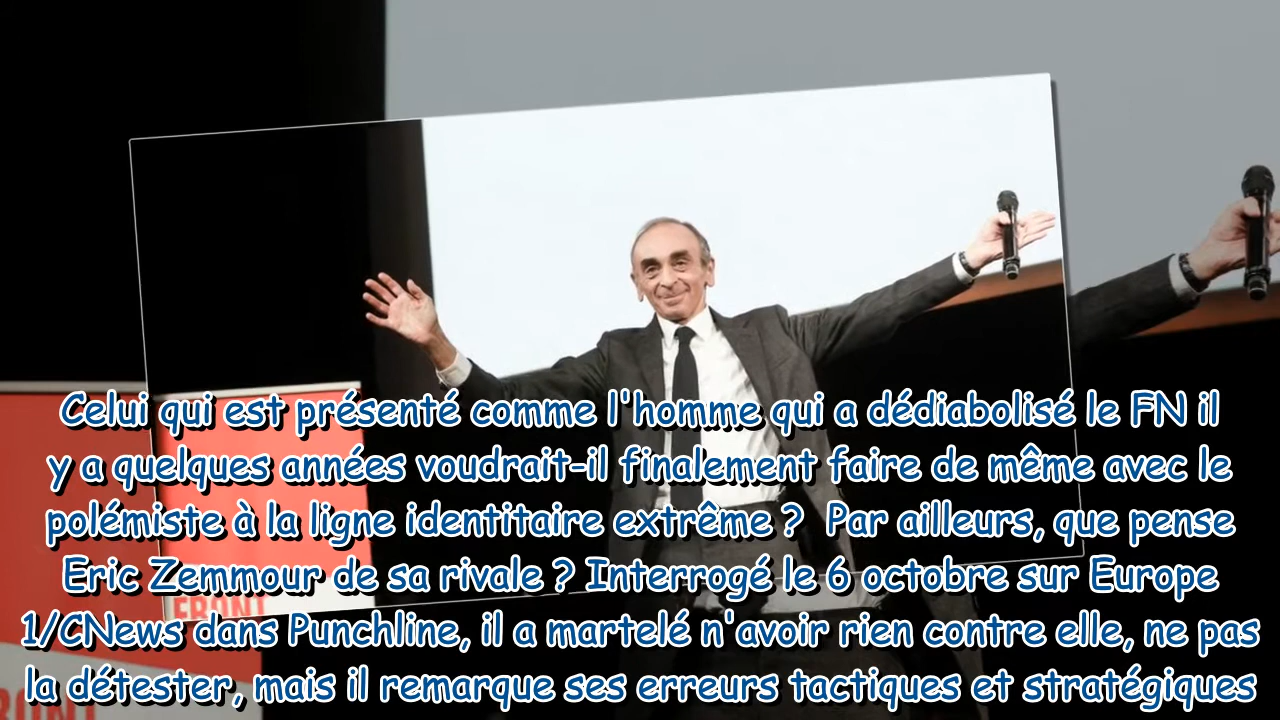 Celui qui est présenté comme l'homme qui a dédiabolisé le FN il
y a quelques années voudrait-il finalement faire de même avec le
polémiste à la ligne identitaire extrême ?  Par ailleurs, que pense
Eric Zemmour de sa rivale ? Interrogé le 6 octobre sur Europe
1/CNews dans Punchline, il a martelé n'avoir rien contre elle, ne pas
la détester, mais il remarque ses erreurs tactiques et stratégiques
FRONT